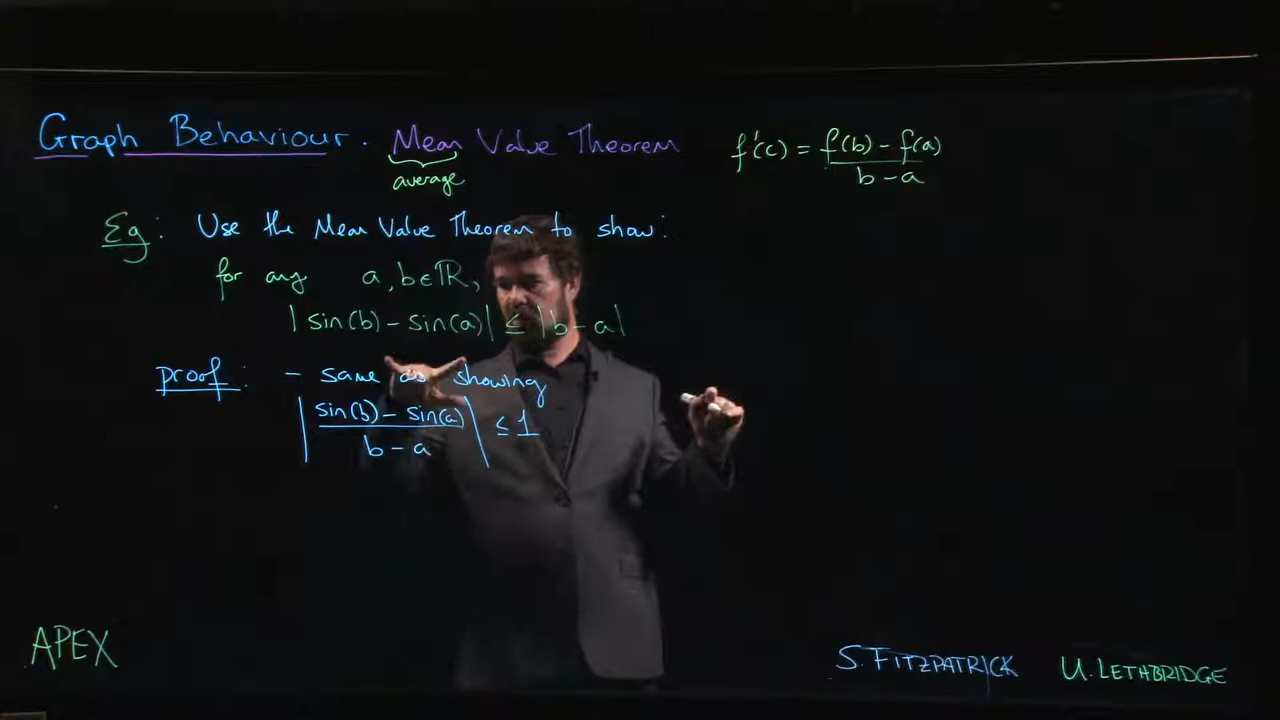 Graph Behaviour. Mean Value Theorem
average
f'(c) = f(b) - f(a) / b - a
Eg: Use the Mean Value Theorem to show:
for any a, b ∈ ℝ,
| sin(b) - sin(a) | ≤ | b - a |
proof: - same as showing
| sin(b) - sin(a) / b - a | ≤ 1
APEX
S. FITZPATRICK U. LETHBRIDGE